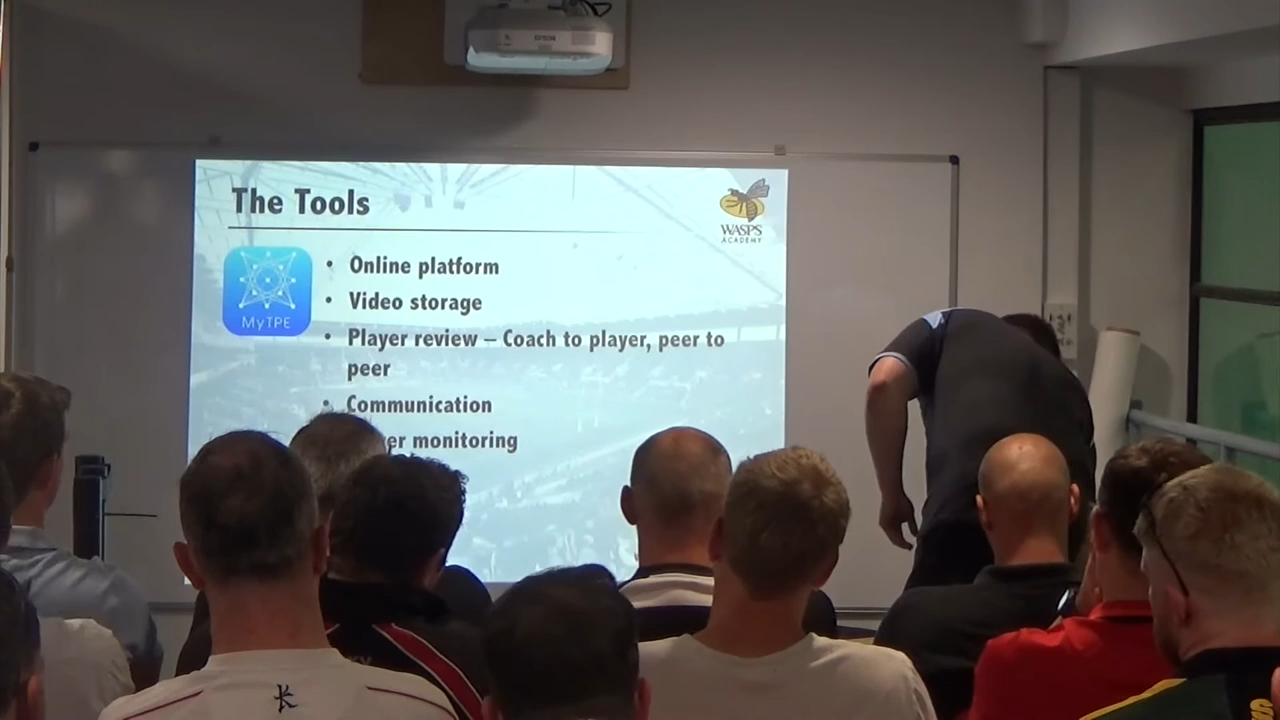 EPSON
The Tools
WASPS
ACADEMY
MyTPE
• Online platform
• Video storage
• Player review – Coach to player, peer to
peer
• Communication
monitoring